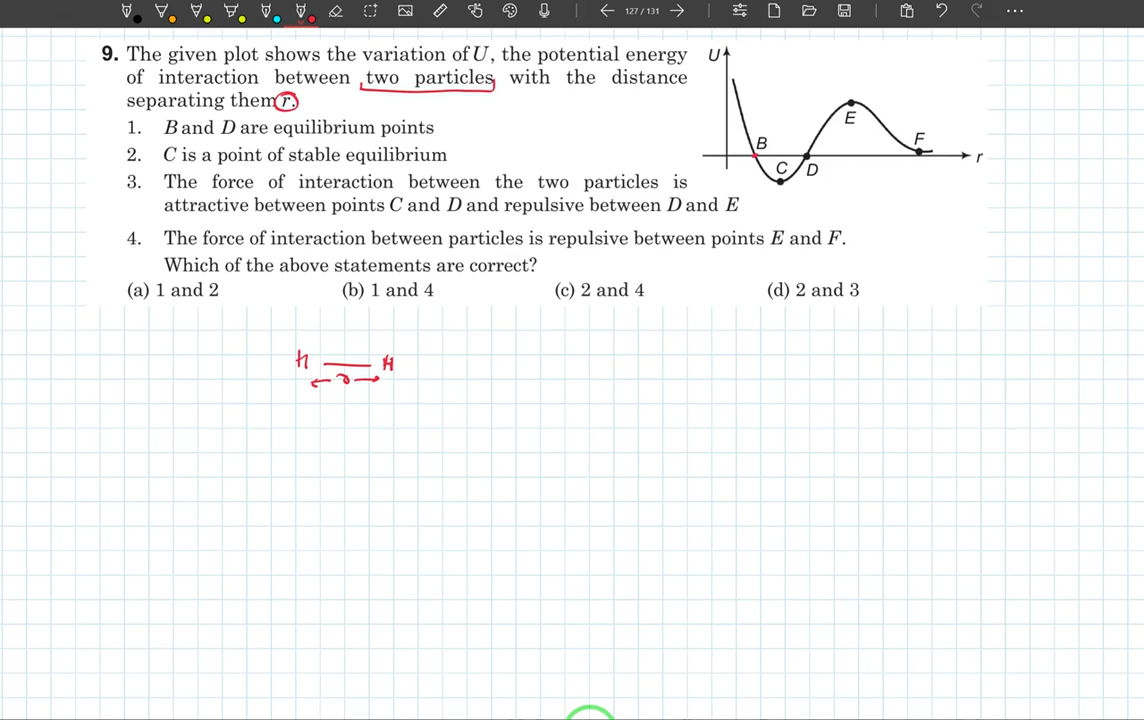 127 / 131
9. The given plot shows the variation of U, the potential energy
of interaction between two particles with the distance
separating them r.
1. B and D are equilibrium points
2. C is a point of stable equilibrium
3. The force of interaction between the two particles is
attractive between points C and D and repulsive between D and E
4. The force of interaction between particles is repulsive between points E and F.
Which of the above statements are correct?
(a) 1 and 2 (b) 1 and 4 (c) 2 and 4 (d) 2 and 3
U
B
C
D
E
F
r
H H